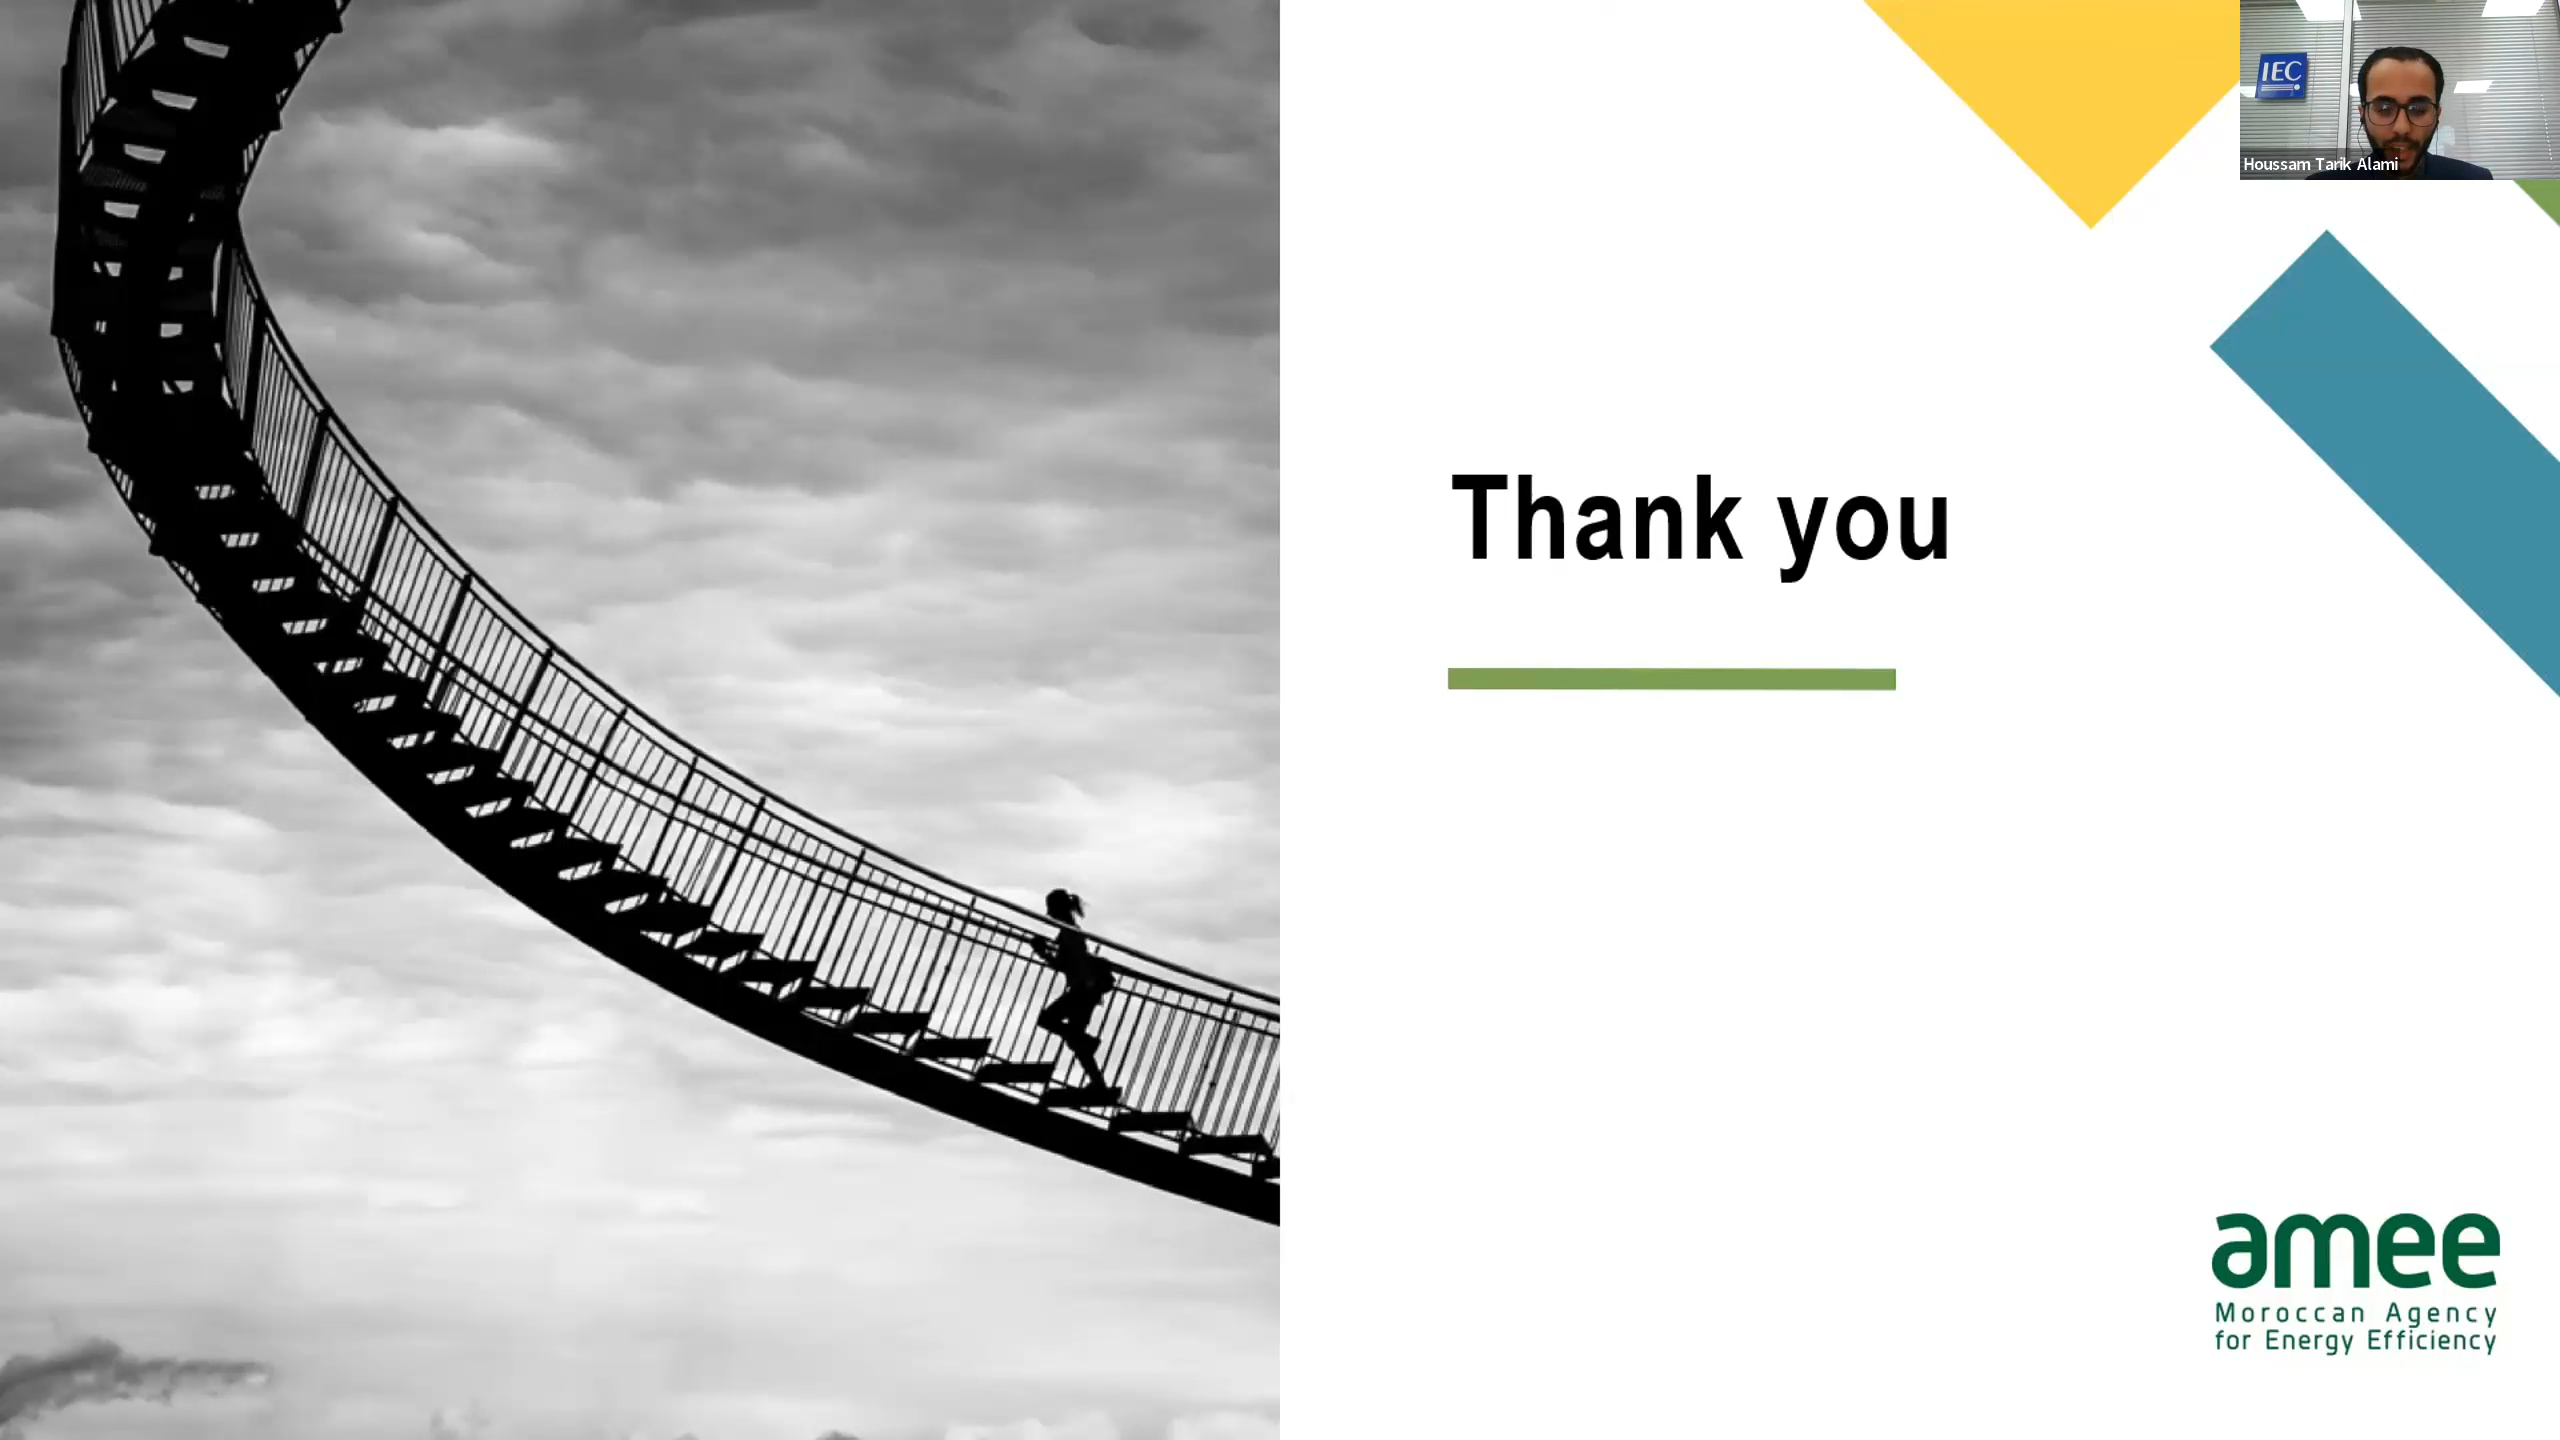 IEC
Houssam Tarik Alami
Thank you
amee
Moroccan Agency
for Energy Efficiency